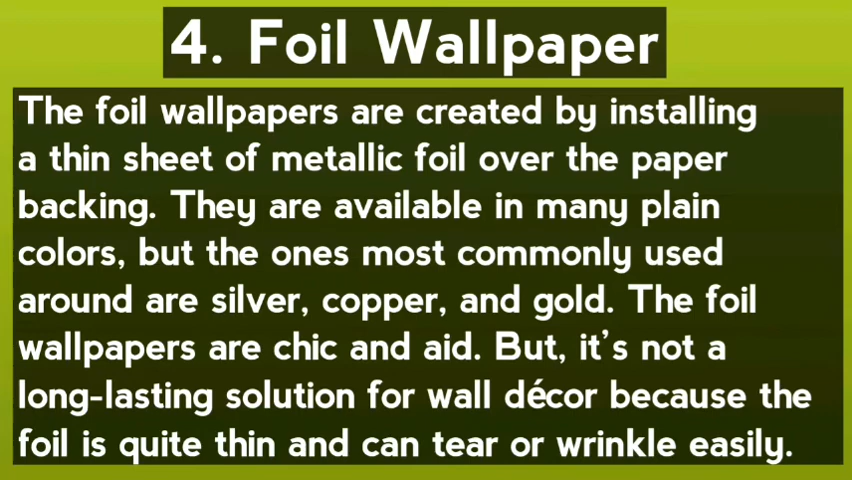 4. Foil Wallpaper
The foil wallpapers are created by installing
a thin sheet of metallic foil over the paper
backing. They are available in many plain
colors, but the ones most commonly used
around are silver, copper, and gold. The foil
wallpapers are chic and aid. But, it's not a
long-lasting solution for wall décor because the
foil is quite thin and can tear or wrinkle easily.